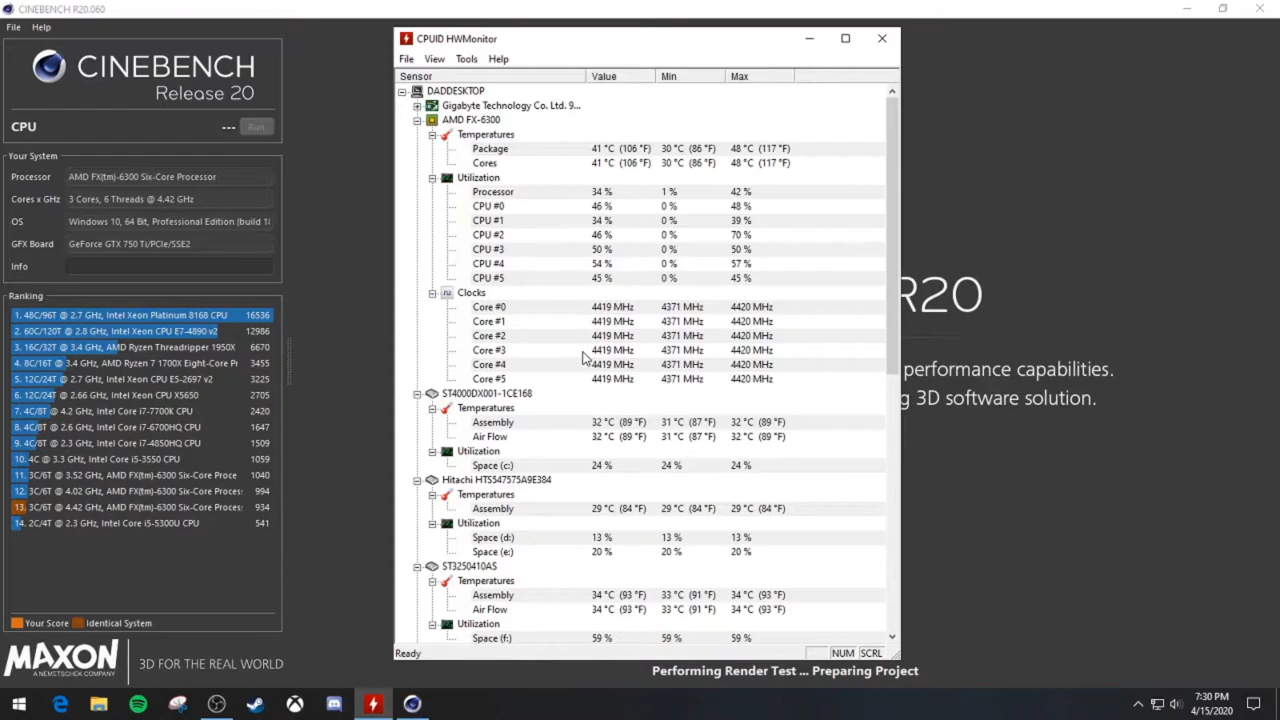 CINEBENCH R20.060
File Help
CINEBENCH
Release 20
CPU --- Run
Your System
Processor AMD FX(tm)-6300 Six-Core Processor
Cores x GHz 3 Cores, 6 Threads @ 4.42 GHz
OS Windows 10, 64 Bit, Professional Edition (build 18
GFX Board GeForce GTX 750 Ti/PCIe/SSE2
Info
Ranking
1. 48C/96T @ 2.7 GHz, Intel Xeon Platinum 8168 CPU 16536
2. 60C/120T @ 2.8 GHz, Intel Xeon CPU E7-4890 v2 12986
3. 16C/32T @ 3.4 GHz, AMD Ryzen Threadripper 1950X 6670
4. 8C/16T @ 3.4 GHz, AMD Ryzen 7 1700X Eight-Core Pr 3455
5. 12C/24T @ 2.7 GHz, Intel Xeon CPU E5-2697 v2 3225
6. 12C/24T @ 2.66 GHz, Intel Xeon CPU X5650 2705
7. 4C/8T @ 4.2 GHz, Intel Core i7-7700K CPU 2420
8. 4C/8T @ 2.6 GHz, Intel Core i7-6700HQ CPU 1647
9. 4C/8T @ 2.3 GHz, Intel Core i7-4850HQ CPU 1509
10. 4C @ 3.3 GHz, Intel Core i5-3550 CPU 1059
11. 3C/6T @ 3.52 GHz, AMD FX(tm)-6300 Six-Core Proce: 1040
12. 3C/6T @ 4.02 GHz, AMD FX(tm)-6300 Six-Core Proces: 994
13. 3C/6T @ 4.42 GHz, AMD FX(tm)-6300 Six-Core Proces: 934
14. 2C/4T @ 2.3 GHz, Intel Core i5-5300U CPU 541
Your Score Identical System
MAXON
A NEMETSCHEK COMPANY
3D FOR THE REAL WORLD
CPUID HWMonitor
File View Tools Help
Sensor Value Min Max
DADDESKTOP
Gigabyte Technology Co. Ltd. 9...
AMD FX-6300
Temperatures
Package 41 °C (106 °F) 30 °C (86 °F) 48 °C (117 °F)
Cores 41 °C (106 °F) 30 °C (86 °F) 48 °C (117 °F)
Utilization
Processor 34 % 1 % 42 %
CPU #0 46 % 0 % 48 %
CPU #1 34 % 0 % 39 %
CPU #2 46 % 0 % 70 %
CPU #3 50 % 0 % 50 %
CPU #4 54 % 0 % 57 %
CPU #5 45 % 0 % 45 %
Clocks
Core #0 4419 MHz 4371 MHz 4420 MHz
Core #1 4419 MHz 4371 MHz 4420 MHz
Core #2 4419 MHz 4371 MHz 4420 MHz
Core #3 4419 MHz 4371 MHz 4420 MHz
Core #4 4419 MHz 4371 MHz 4420 MHz
Core #5 4419 MHz 4371 MHz 4420 MHz
ST4000DX001-1CE168
Temperatures
Assembly 32 °C (89 °F) 31 °C (87 °F) 32 °C (89 °F)
Air Flow 32 °C (89 °F) 31 °C (87 °F) 32 °C (89 °F)
Utilization
Space (c:) 24 % 24 % 24 %
Hitachi HTS547575A9E384
Temperatures
Assembly 29 °C (84 °F) 29 °C (84 °F) 29 °C (84 °F)
Utilization
Space (d:) 13 % 13 % 13 %
Space (e:) 20 % 20 % 20 %
ST3250410AS
Temperatures
Assembly 34 °C (93 °F) 33 °C (91 °F) 34 °C (93 °F)
Air Flow 34 °C (93 °F) 33 °C (91 °F) 34 °C (93 °F)
Utilization
Space (f:) 59 % 59 % 59 %
Ready NUM SCRL
R20
performance capabilities.
g 3D software solution.
Performing Render Test ... Preparing Project
7:30 PM
4/15/2020